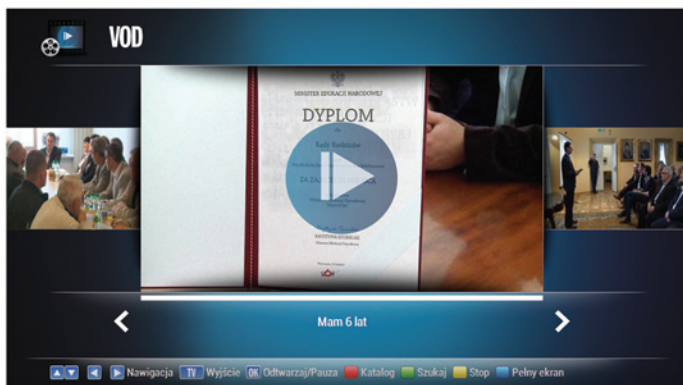 VOD
MINISTER EDUKACJI NARODOWEJ
DYPLOM
dla
Rady Rodziców
Mam 6 lat
Nawigacja TV Wyjście OK Odtwarzaj/Pauza Katalog Szukaj Stop Pełny ekran